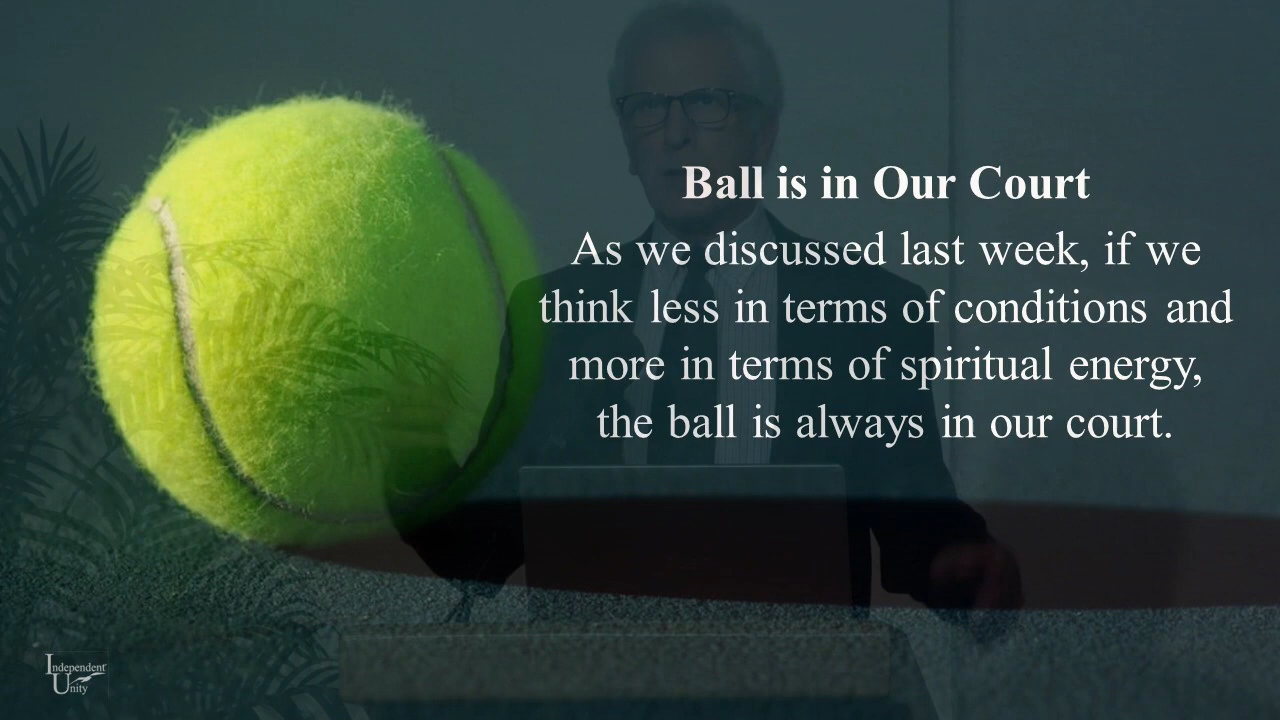 Ball is in Our Court
As we discussed last week, if we
think less in terms of conditions and
more in terms of spiritual energy,
the ball is always in our court.
Independent
Unity